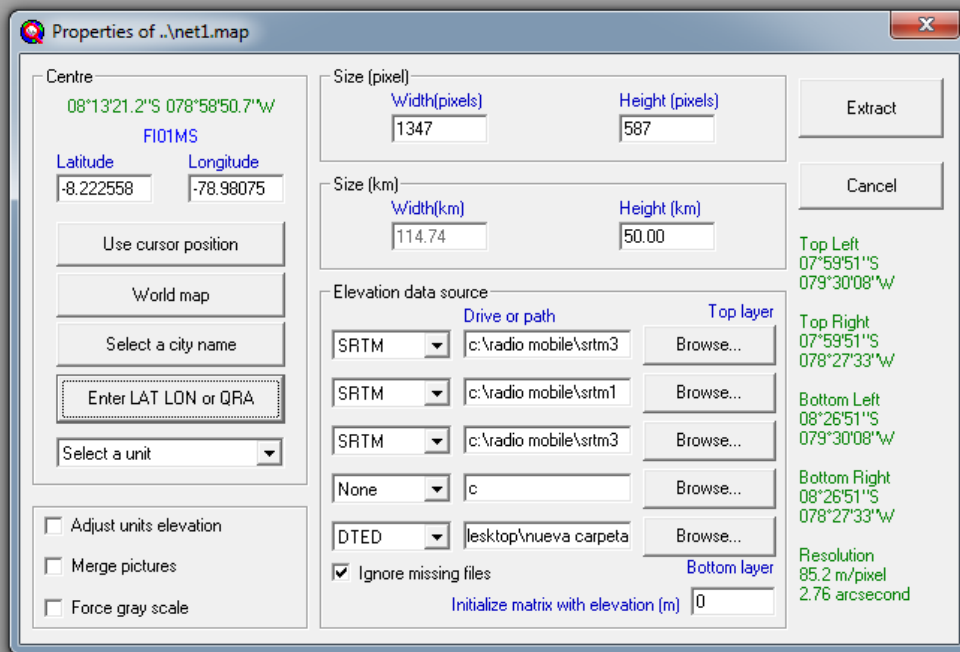 Properties of ..\net1.map
Centre
08°13'21.2''S 078°58'50.7''W
FI01MS
Latitude Longitude
-8.222558 -78.98075
Use cursor position
World map
Select a city name
Enter LAT LON or QRA
Select a unit
Adjust units elevation
Merge pictures
Force gray scale
Size (pixel)
Width(pixels) Height (pixels)
1347 587
Size (km)
Width(km) Height (km)
114.74 50.00
Elevation data source
Drive or path Top layer
SRTM c:\radio mobile\srtm3 Browse...
SRTM c:\radio mobile\srtm1 Browse...
SRTM c:\radio mobile\srtm3 Browse...
None c Browse...
DTED lesktop\nueva carpeta Browse...
Ignore missing files Bottom layer
Initialize matrix with elevation (m) 0
Extract
Cancel
Top Left
07°59'51''S
079°30'08''W
Top Right
07°59'51''S
078°27'33''W
Bottom Left
08°26'51''S
079°30'08''W
Bottom Right
08°26'51''S
078°27'33''W
Resolution
85.2 m/pixel
2.76 arcsecond